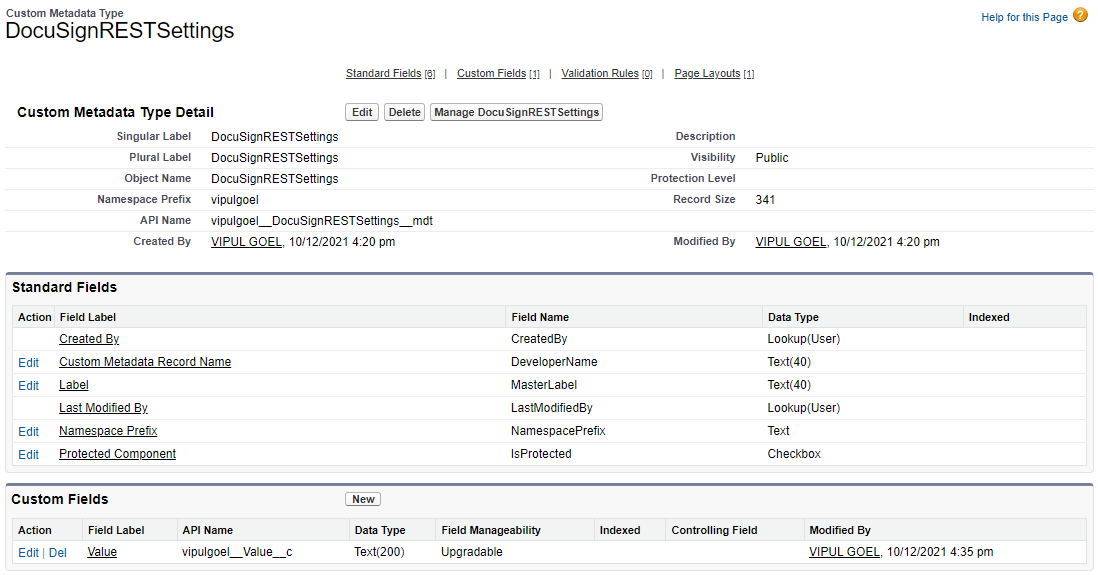 Custom Metadata Type
DocuSignRESTSettings
Help for this Page ?
Standard Fields [6] | Custom Fields [1] | Validation Rules [0] | Page Layouts [1]
Custom Metadata Type Detail Edit Delete Manage DocuSignRESTSettings
Singular Label DocuSignRESTSettings Description
Plural Label DocuSignRESTSettings Visibility Public
Object Name DocuSignRESTSettings Protection Level
Namespace Prefix vipulgoel Record Size 341
API Name vipulgoel__DocuSignRESTSettings__mdt
Created By VIPUL GOEL, 10/12/2021 4:20 pm Modified By VIPUL GOEL, 10/12/2021 4:20 pm
Standard Fields
Action Field Label Field Name Data Type Indexed
Created By CreatedBy Lookup(User)
Edit Custom Metadata Record Name DeveloperName Text(40)
Edit Label MasterLabel Text(40)
Last Modified By LastModifiedBy Lookup(User)
Edit Namespace Prefix NamespacePrefix Text
Edit Protected Component IsProtected Checkbox
Custom Fields New
Action Field Label API Name Data Type Field Manageability Indexed Controlling Field Modified By
Edit | Del Value vipulgoel__Value__c Text(200) Upgradable VIPUL GOEL, 10/12/2021 4:35 pm